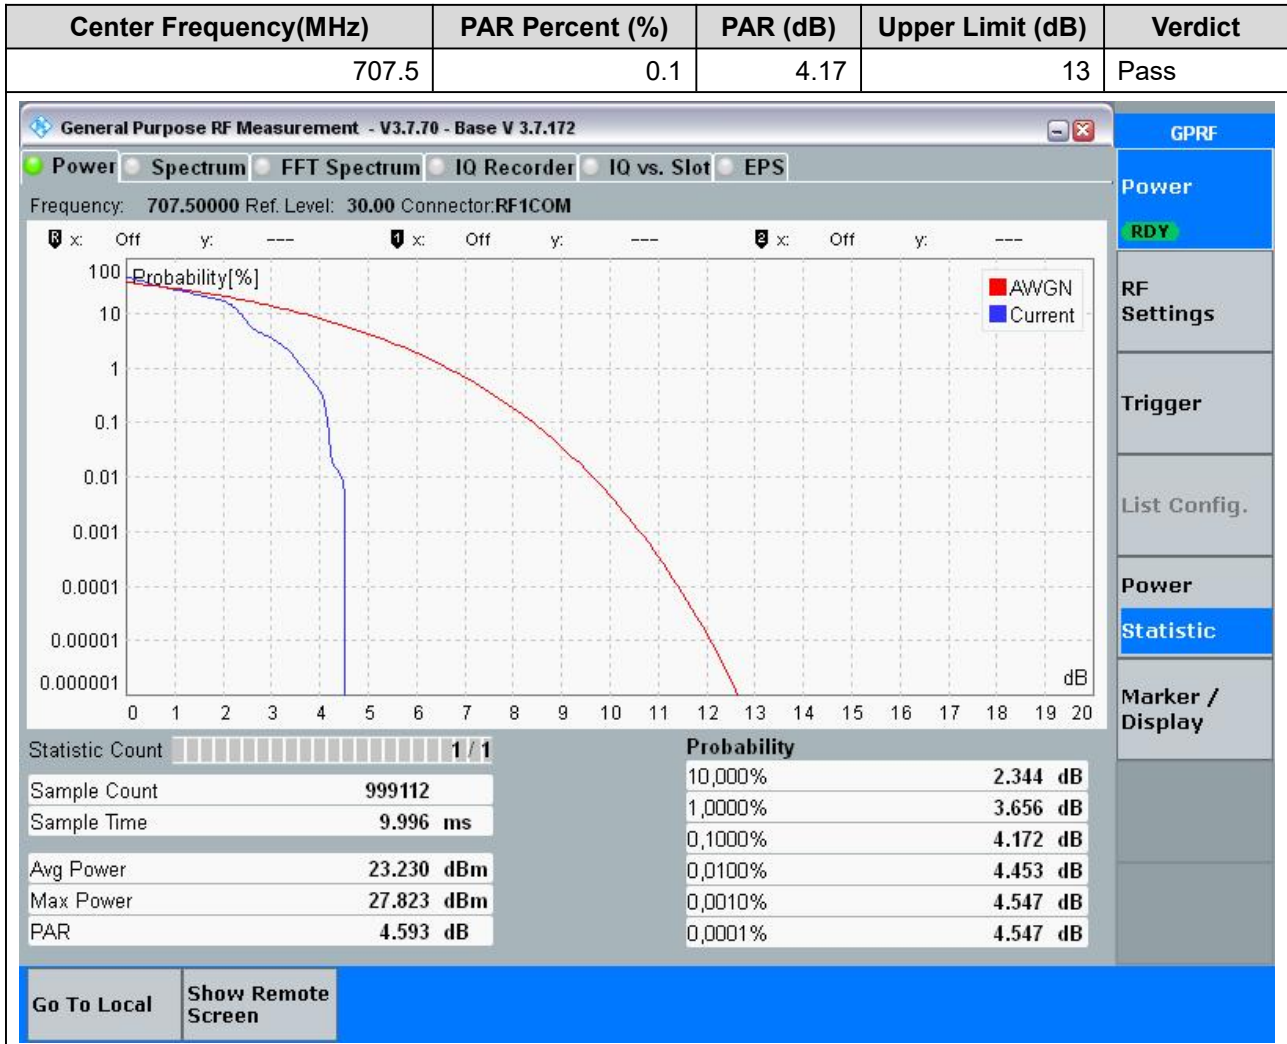 Center Frequency(MHz) PAR Percent (%) PAR (dB) Upper Limit (dB) Verdict
707.5 0.1 4.17 13 Pass
General Purpose RF Measurement - V3.7.70 - Base V 3.7.172
GPRF
Power Spectrum FFT Spectrum IQ Recorder IQ vs. Slot EPS
Frequency: 707.50000 Ref. Level: 30.00 Connector:RF1COM
R x: Off y: --- 1 x: Off y: --- 2 x: Off y: ---
Probability[%]
AWGN
Current
100
10
1
0.1
0.01
0.001
0.0001
0.00001
0.000001
dB
0 1 2 3 4 5 6 7 8 9 10 11 12 13 14 15 16 17 18 19 20
Statistic Count 1 / 1
Sample Count 999112
Sample Time 9.996 ms
Avg Power 23.230 dBm
Max Power 27.823 dBm
PAR 4.593 dB
Probability
10,000% 2.344 dB
1,0000% 3.656 dB
0,1000% 4.172 dB
0,0100% 4.453 dB
0,0010% 4.547 dB
0,0001% 4.547 dB
Power
RDY
RF
Settings
Trigger
List Config.
Power
Statistic
Marker /
Display
Go To Local
Show Remote
Screen